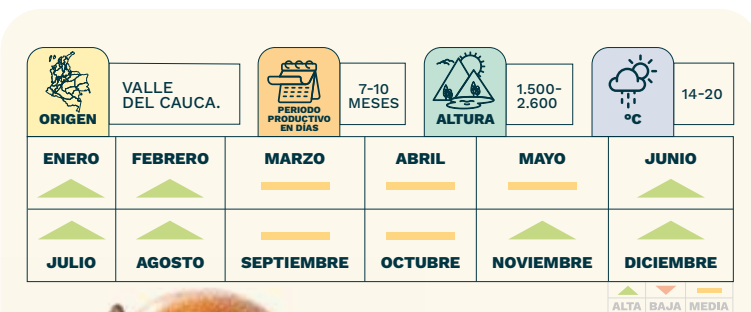 ORIGEN
VALLE
DEL CAUCA.
PERIODO
PRODUCTIVO
EN DÍAS
7-10
MESES
ALTURA
1.500-
2.600
°C
14-20
ENERO FEBRERO MARZO ABRIL MAYO JUNIO
JULIO AGOSTO SEPTIEMBRE OCTUBRE NOVIEMBRE DICIEMBRE
ALTA BAJA MEDIA